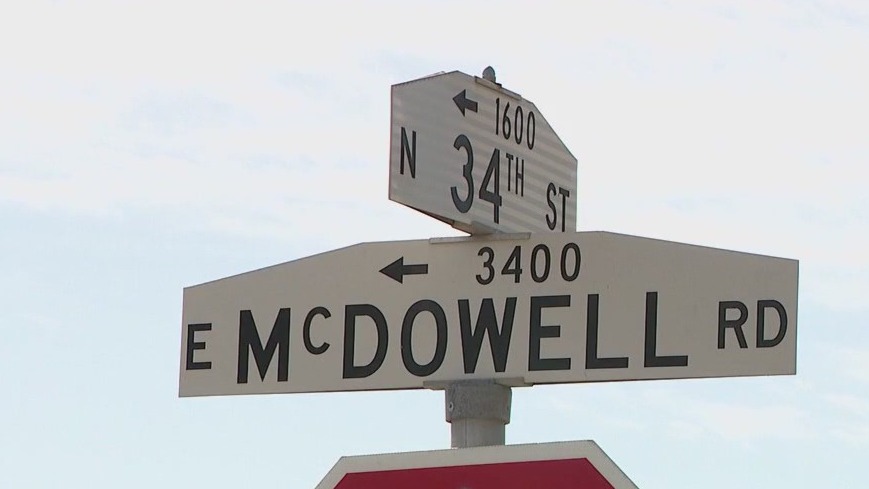 ← 1600
N 34TH ST
← 3400
E McDOWELL RD